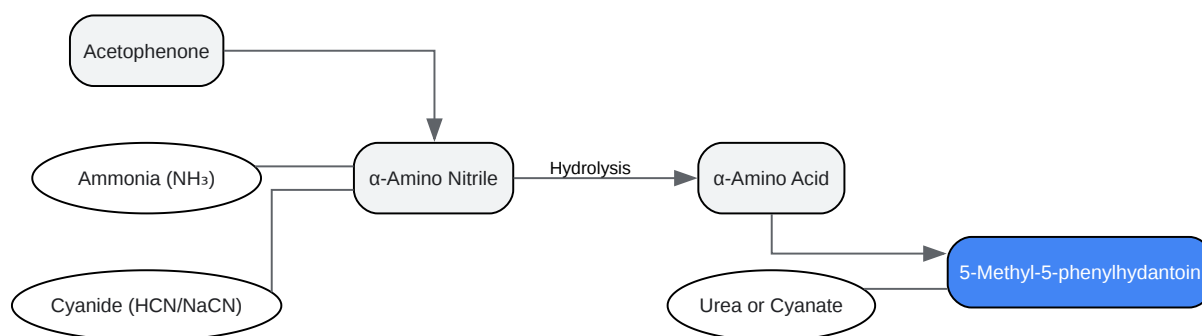 Acetophenone
Ammonia (NH₃)
α-Amino Nitrile
Hydrolysis
α-Amino Acid
Cyanide (HCN/NaCN)
Urea or Cyanate
5-Methyl-5-phenylhydantoin